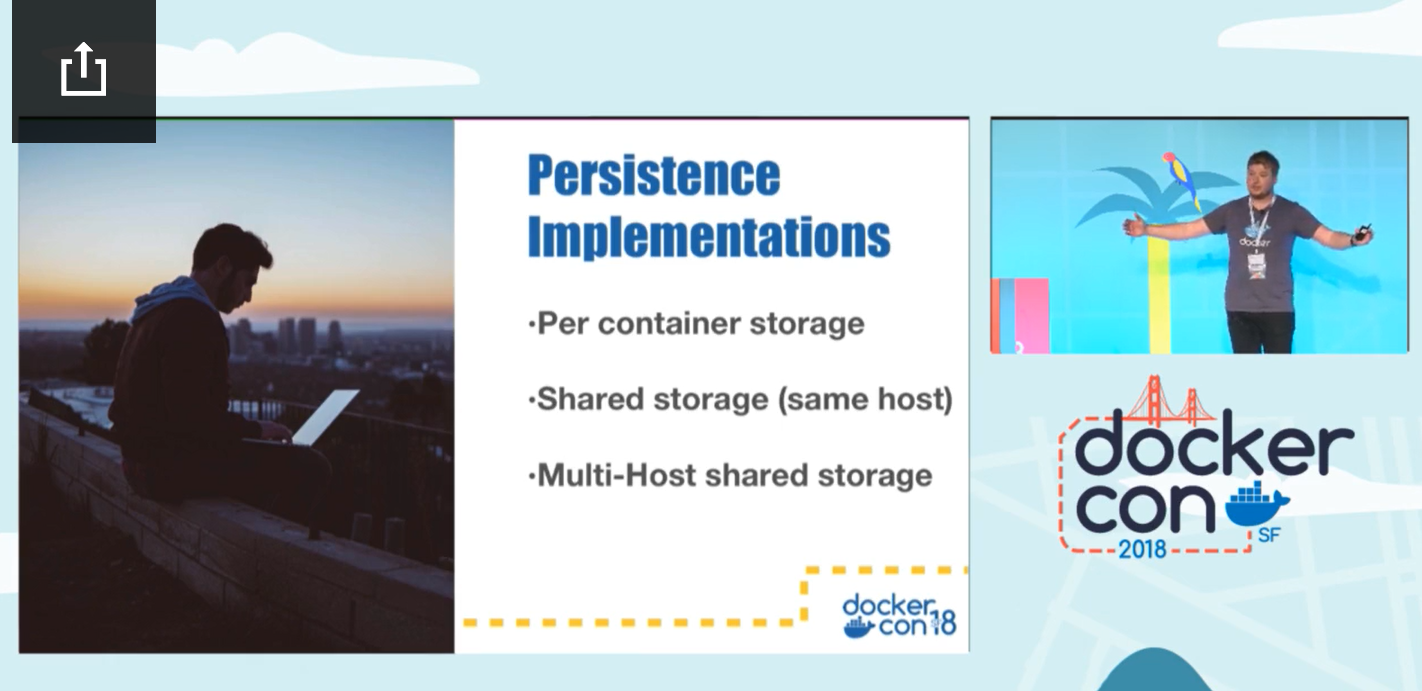 Persistence
Implementations
·Per container storage
·Shared storage (same host)
·Multi-Host shared storage
docker
con 18
docker
docker
con
SF
2018